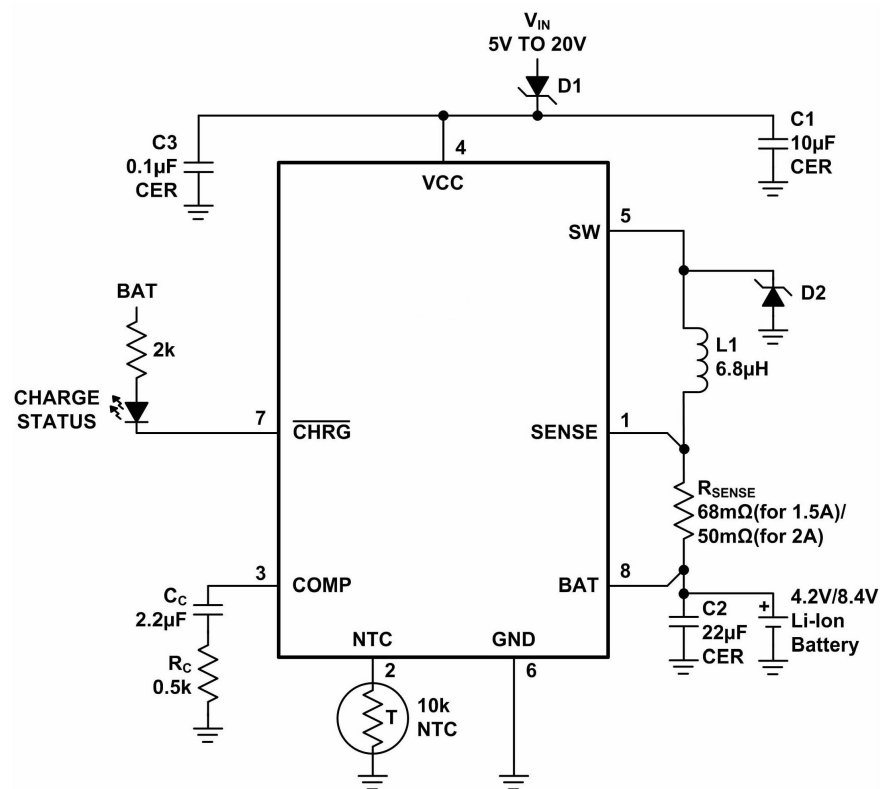 VIN
5V TO 20V
D1
C3
0.1µF
CER
4
VCC
C1
10µF
CER
SW
5
D2
BAT
2k
L1
6.8µH
CHARGE
STATUS
7
CHRG
SENSE
1
RSENSE
68mΩ(for 1.5A)/
50mΩ(for 2A)
3
COMP
BAT
8
CC
2.2µF
RC
0.5k
C2
22µF
CER
+
4.2V/8.4V
Li-Ion
Battery
NTC
2
GND
6
T
10k
NTC